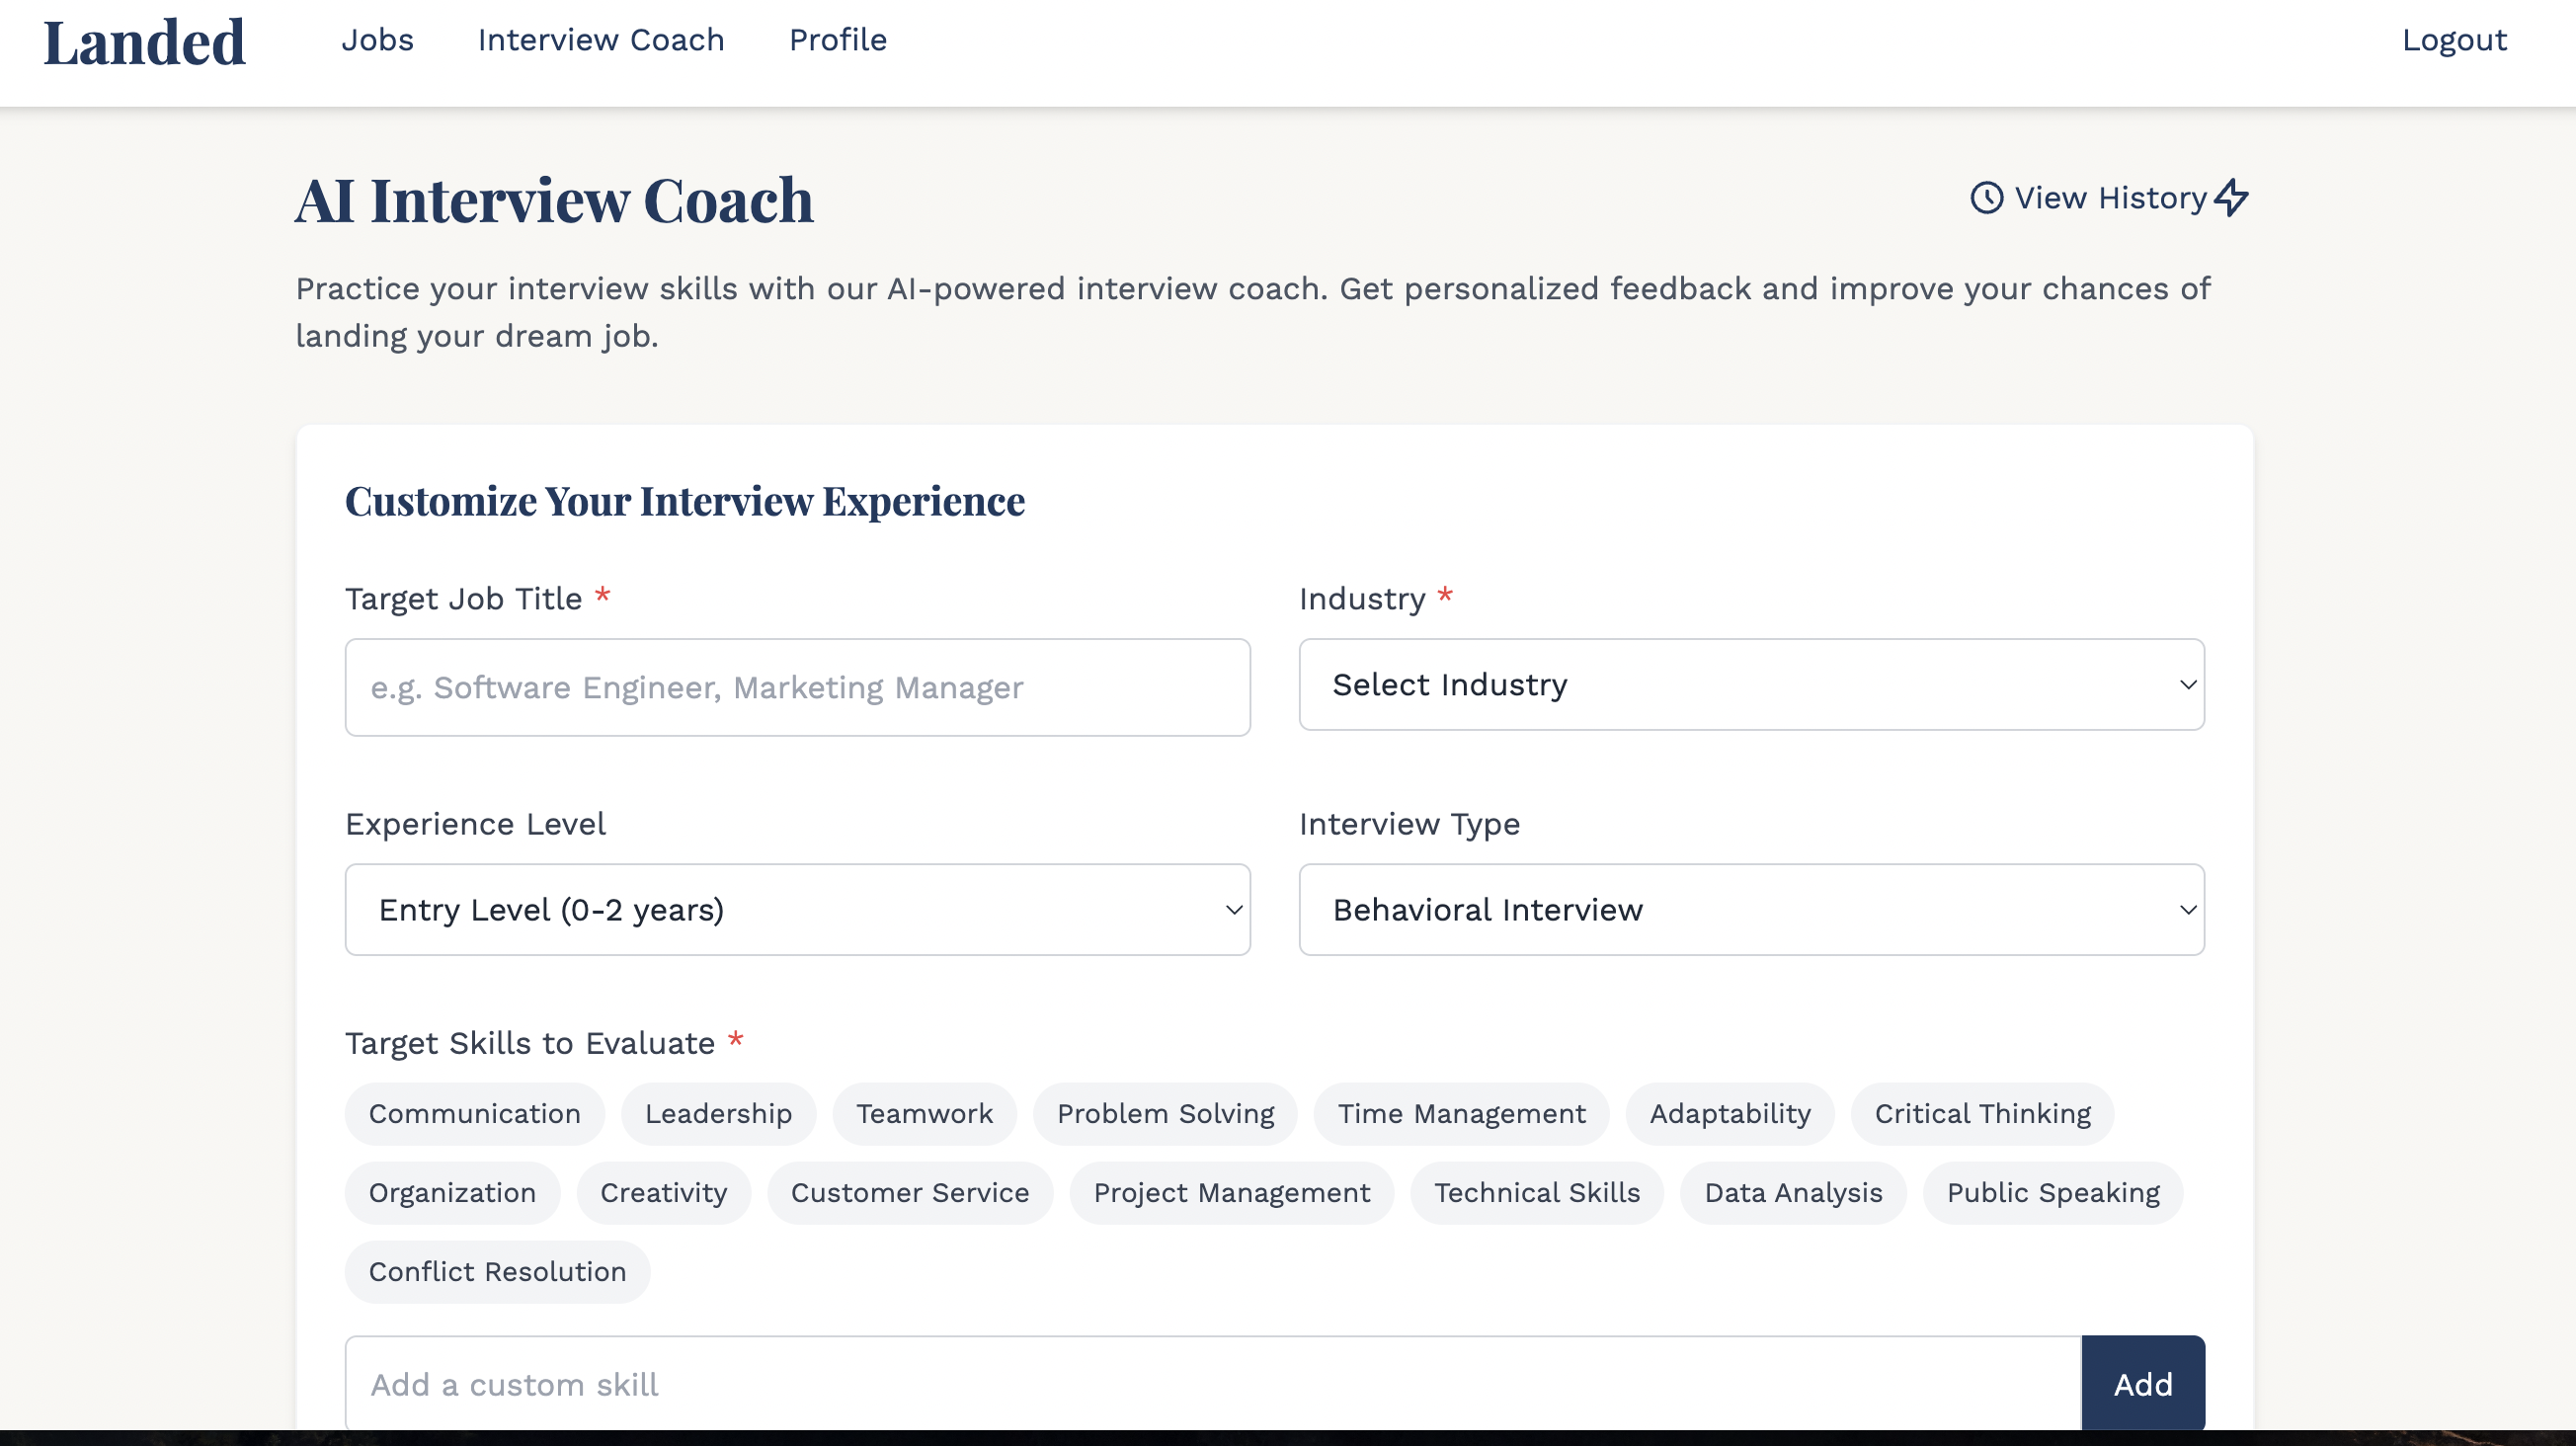 Landed Jobs Interview Coach Profile Logout
AI Interview Coach
View History
Practice your interview skills with our AI-powered interview coach. Get personalized feedback and improve your chances of
landing your dream job.
Customize Your Interview Experience
Target Job Title * Industry *
e.g. Software Engineer, Marketing Manager Select Industry
Experience Level Interview Type
Entry Level (0-2 years) Behavioral Interview
Target Skills to Evaluate *
Communication Leadership Teamwork Problem Solving Time Management Adaptability Critical Thinking
Organization Creativity Customer Service Project Management Technical Skills Data Analysis Public Speaking
Conflict Resolution
Add a custom skill Add